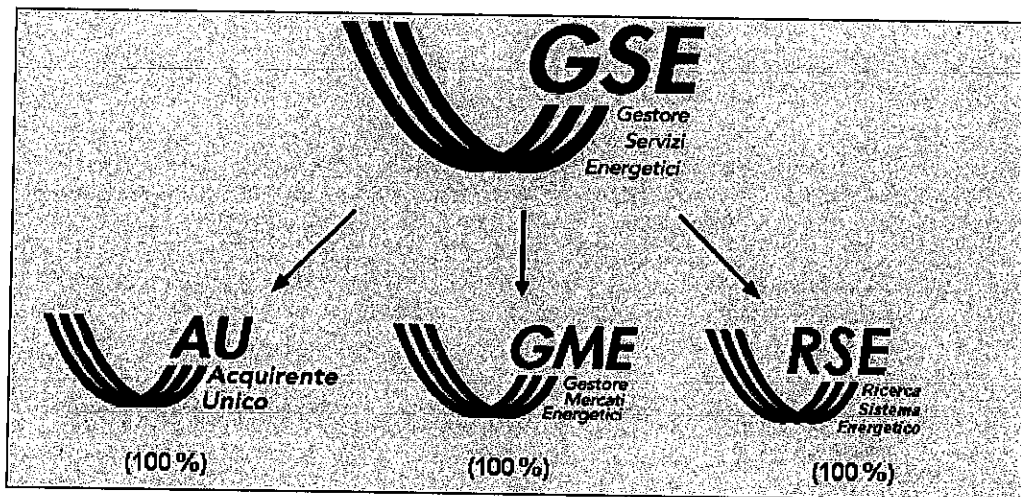 GSE
Gestore
Servizi
Energetici
AU
Acquirente
Unico
(100%)
GME
Gestore
Mercati
Energetici
(100%)
RSE
Ricerca
Sistema
Energetico
(100%)